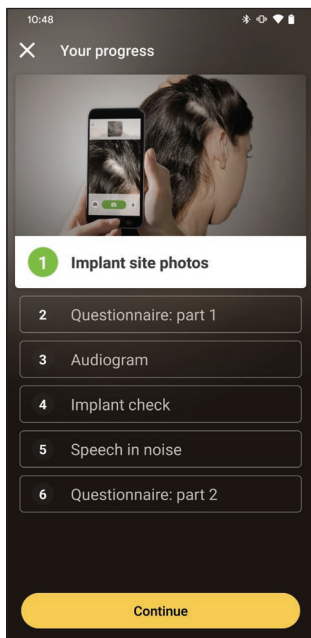 10:48
Your progress
1 Implant site photos
2 Questionnaire: part 1
3 Audiogram
4 Implant check
5 Speech in noise
6 Questionnaire: part 2
Continue